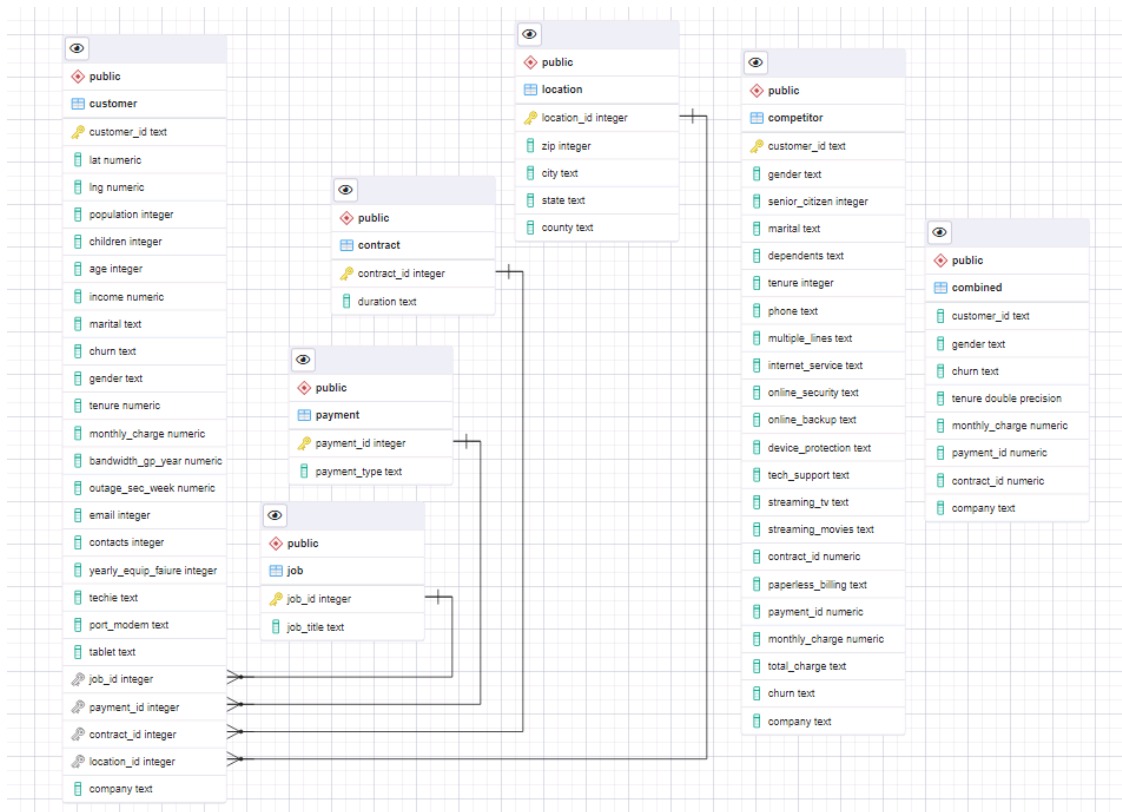 public
customer
customer_id text
lat numeric
lng numeric
population integer
children integer
age integer
income numeric
marital text
churn text
gender text
tenure numeric
monthly_charge numeric
bandwidth_gp_year numeric
outage_sec_week numeric
email integer
contacts integer
yearly_equip_faiure integer
techie text
port_modem text
tablet text
job_id integer
payment_id integer
contract_id integer
location_id integer
company text
public
contract
contract_id integer
duration text
public
payment
payment_id integer
payment_type text
public
job
job_id integer
job_title text
public
location
location_id integer
zip integer
city text
state text
county text
public
competitor
customer_id text
gender text
senior_citizen integer
marital text
dependents text
tenure integer
phone text
multiple_lines text
internet_service text
online_security text
online_backup text
device_protection text
tech_support text
streaming_tv text
streaming_movies text
contract_id numeric
paperless_billing text
payment_id numeric
monthly_charge numeric
total_charge text
churn text
company text
public
combined
customer_id text
gender text
churn text
tenure double precision
monthly_charge numeric
payment_id numeric
contract_id numeric
company text